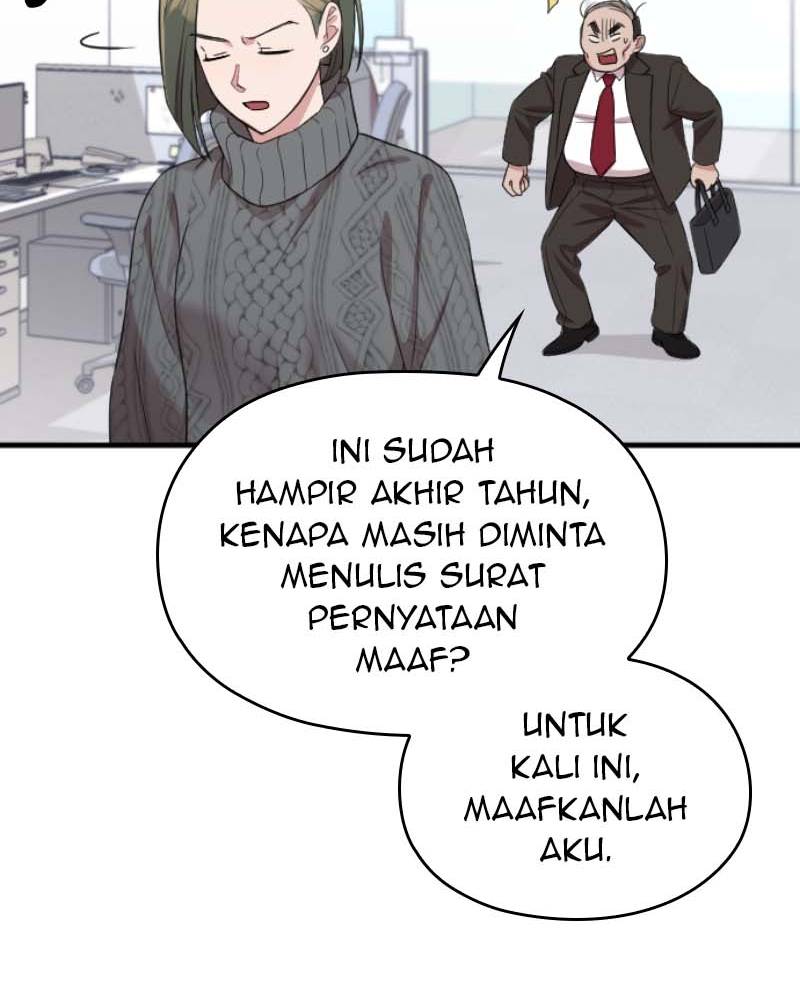 INI SUDAH
HAMPIR AKHIR TAHUN,
KENAPA MASIH DIMINTA
MENULIS SURAT
PERNYATAAN
MAAF?
UNTUK
KALI INI,
MAAFKANLAH
AKU.